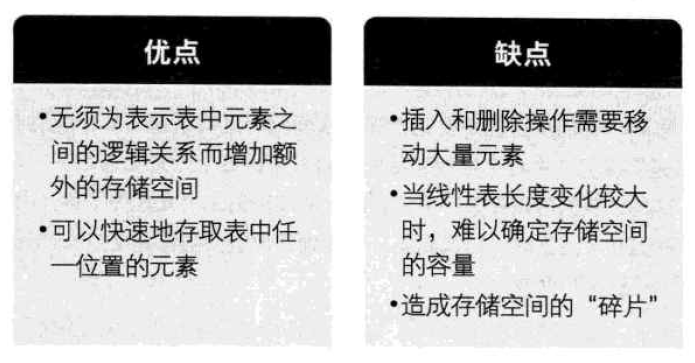 优点
•无须为表示表中元素之
间的逻辑关系而增加额
外的存储空间
•可以快速地存取表中任
一位置的元素
缺点
•插入和删除操作需要移
动大量元素
•当线性表长度变化较大
时，难以确定存储空间
的容量
•造成存储空间的“碎片”